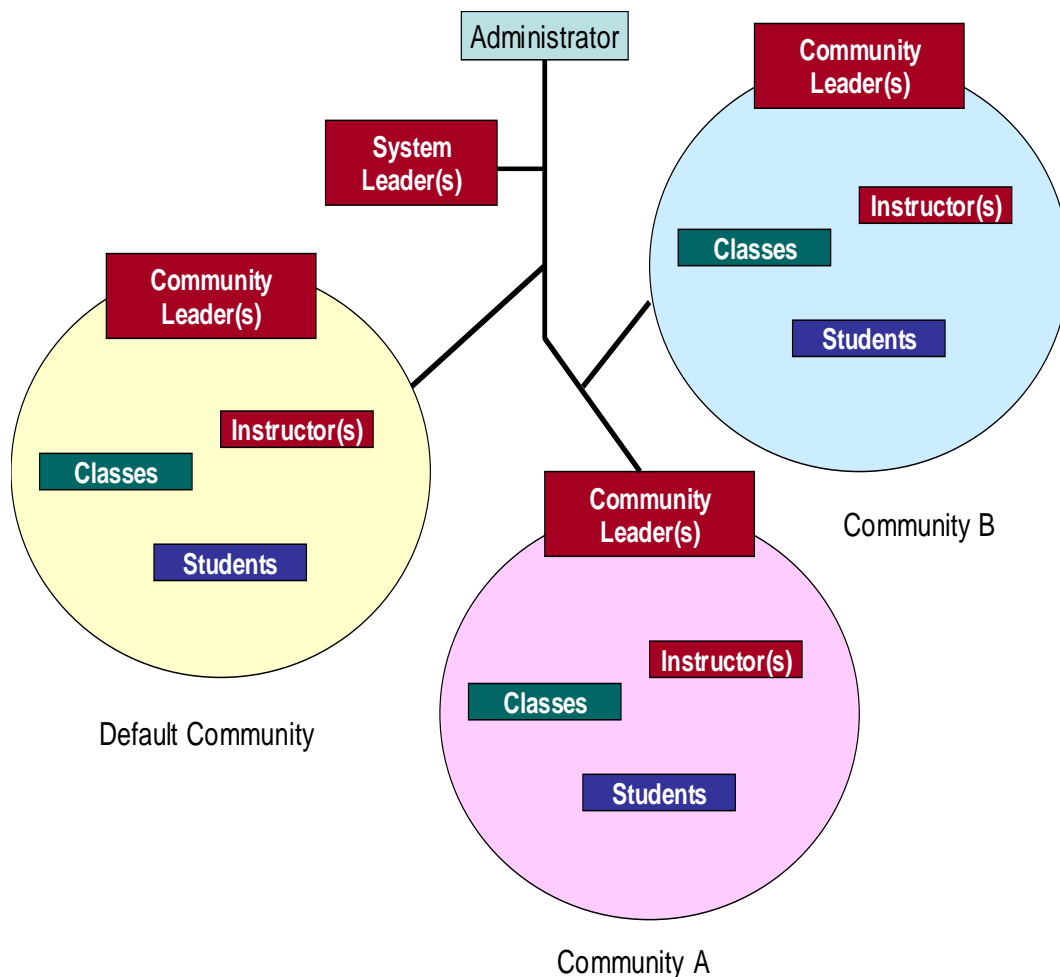 Administrator
Community
Leader(s)
System
Leader(s)
Instructor(s)
Classes
Students
Community B
Community
Leader(s)
Instructor(s)
Classes
Students
Default Community
Community
Leader(s)
Instructor(s)
Classes
Students
Community A